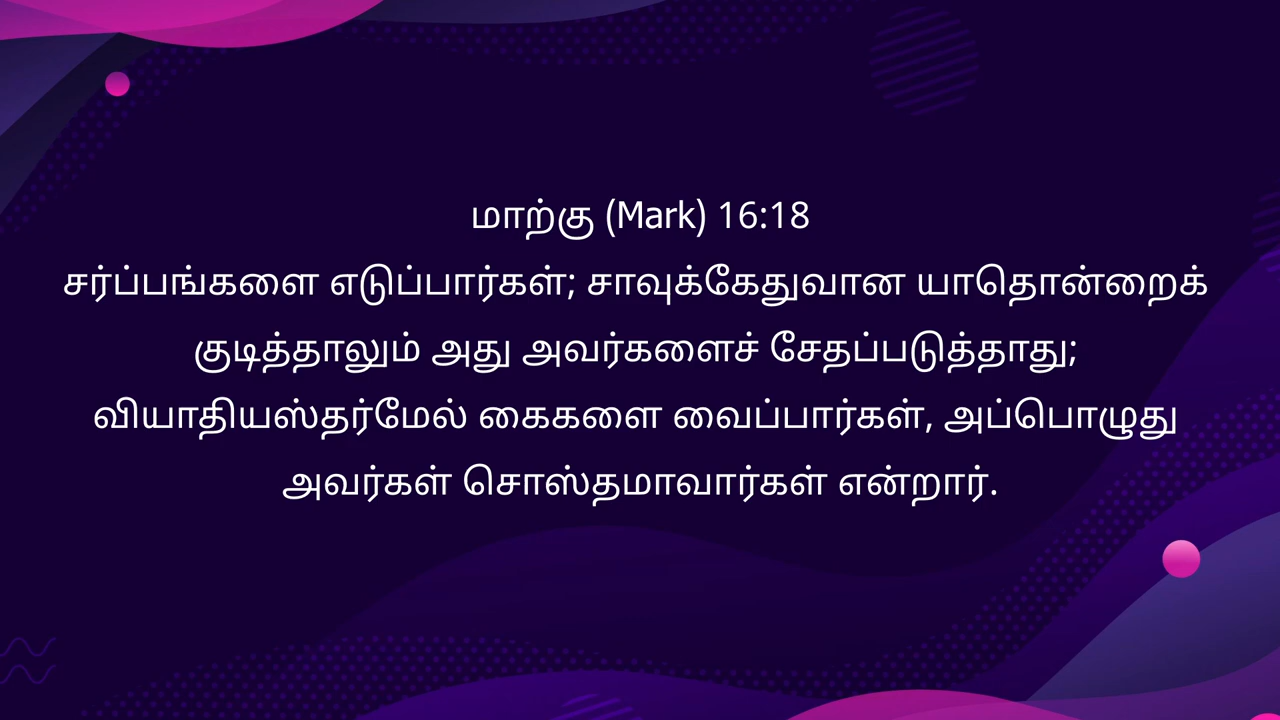 மாற்கு (Mark) 16:18
சர்ப்பங்களை எடுப்பார்கள்; சாவுக்கேதுவான யாதொன்றைக்
குடித்தாலும் அது அவர்களைச் சேதப்படுத்தாது;
வியாதியஸ்தர்மேல் கைகளை வைப்பார்கள், அப்பொழுது
அவர்கள் சொஸ்தமாவார்கள் என்றார்.